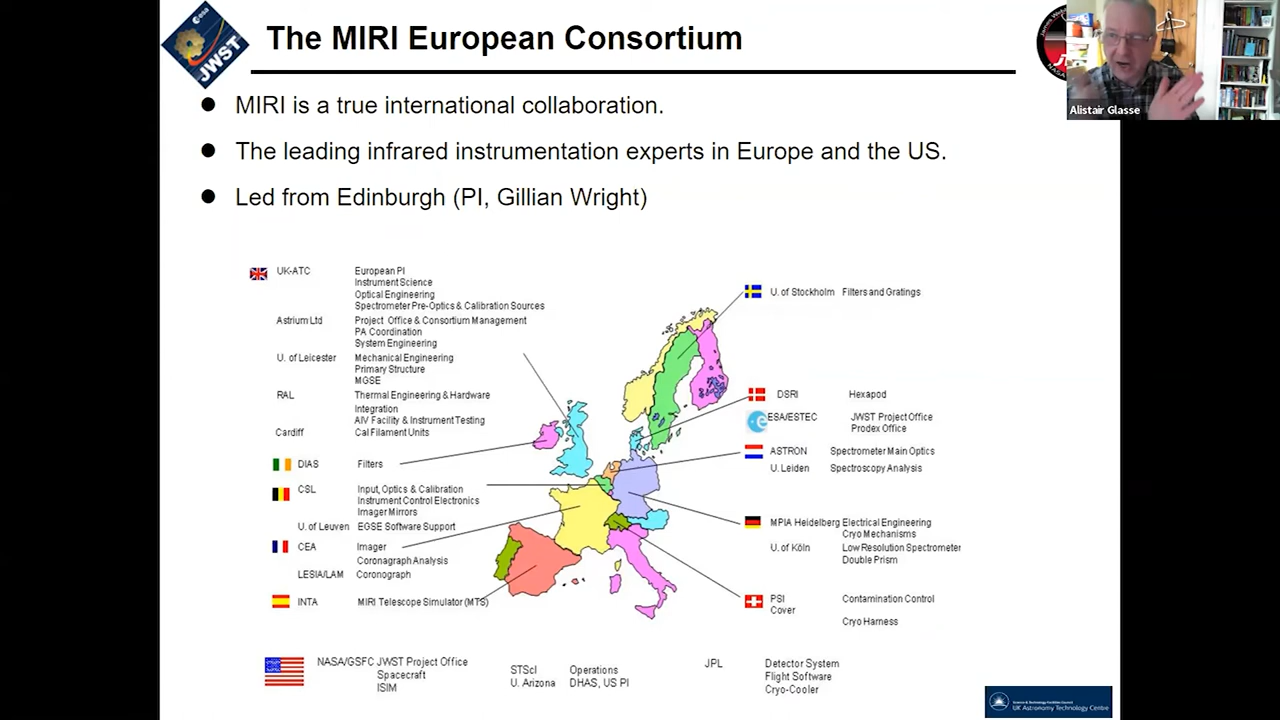 esa
JWST
The MIRI European Consortium
Alistair Glasse
● MIRI is a true international collaboration.
● The leading infrared instrumentation experts in Europe and the US.
● Led from Edinburgh (PI, Gillian Wright)
UK-ATC European PI
Instrument Science
Optical Engineering
Spectrometer Pre-Optics & Calibration Sources
Astrium Ltd Project Office & Consortium Management
PA Coordination
System Engineering
U. of Leicester Mechanical Engineering
Primary Structure
MGSE
RAL Thermal Engineering & Hardware
Integration
AIV Facility & Instrument Testing
Cardiff Cal Filament Units
DIAS Filters
CSL Input, Optics & Calibration
Instrument Control Electronics
Imager Mirrors
U. of Leuven EGSE Software Support
CEA Imager
Coronagraph Analysis
LESIA/LAM Coronograph
INTA MIRI Telescope Simulator (MTS)
U. of Stockholm Filters and Gratings
DSRI Hexapod
ESA/ESTEC JWST Project Office
Prodex Office
ASTRON Spectrometer Main Optics
U. Leiden Spectroscopy Analysis
MPIA Heidelberg Electrical Engineering
Cryo Mechanisms
U. of Köln Low Resolution Spectrometer
Double Prism
PSI Contamination Control
Cover
Cryo Harness
NASA/GSFC JWST Project Office
Spacecraft
ISIM
STScI Operations
U. Arizona DHAS, US PI
JPL Detector System
Flight Software
Cryo-Cooler
Science & Technology Facilities Council
UK Astronomy Technology Centre